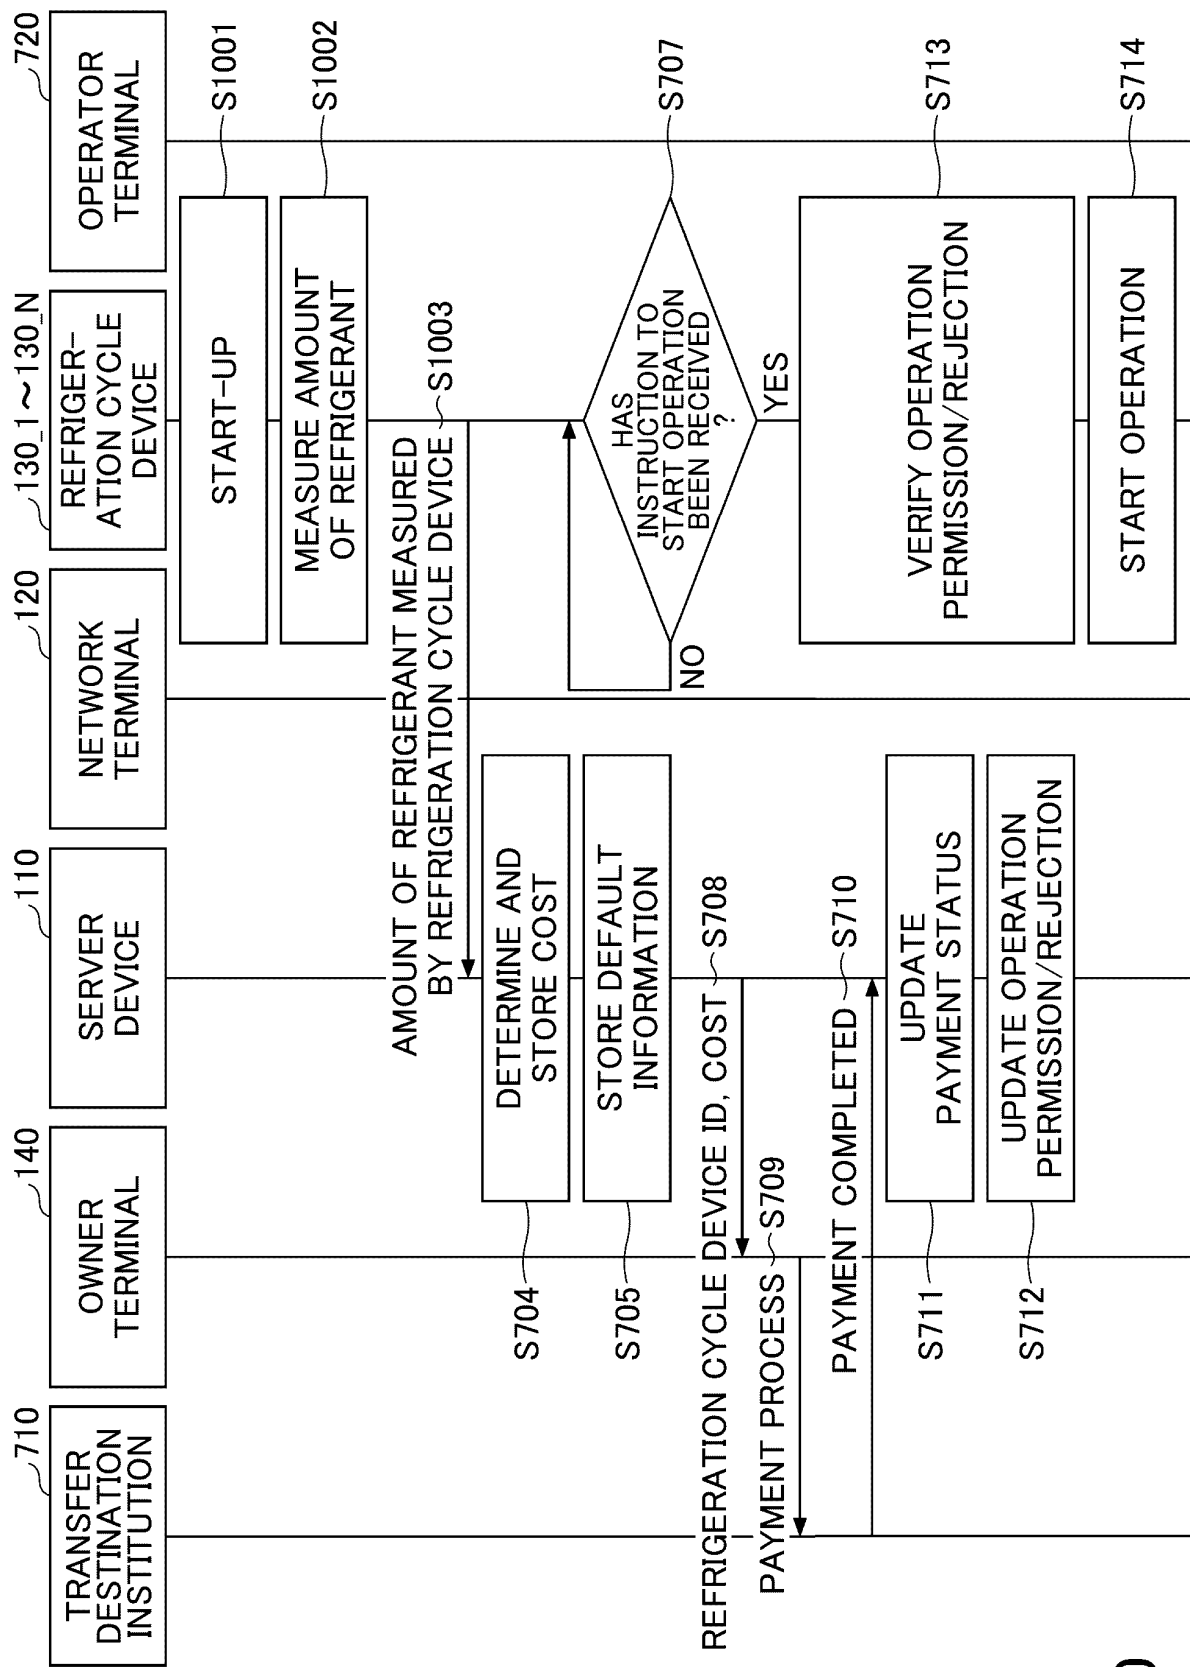 710
TRANSFER
DESTINATION
INSTITUTION
140
OWNER
TERMINAL
110
SERVER
DEVICE
120
NETWORK
TERMINAL
130_1～130_N
REFRIGER-
ATION CYCLE
DEVICE
720
OPERATOR
TERMINAL
START-UP
S1001
MEASURE AMOUNT
OF REFRIGERANT
S1002
AMOUNT OF REFRIGERANT MEASURED
BY REFRIGERATION CYCLE DEVICE
S1003
S704
DETERMINE AND
STORE COST
S705
STORE DEFAULT
INFORMATION
NO
HAS
INSTRUCTION TO
START OPERATION
BEEN RECEIVED
?
S707
YES
REFRIGERATION CYCLE DEVICE ID, COST
S708
PAYMENT PROCESS
S709
PAYMENT COMPLETED
S710
S711
UPDATE
PAYMENT STATUS
S712
UPDATE OPERATION
PERMISSION/REJECTION
VERIFY OPERATION
PERMISSION/REJECTION
S713
START OPERATION
S714